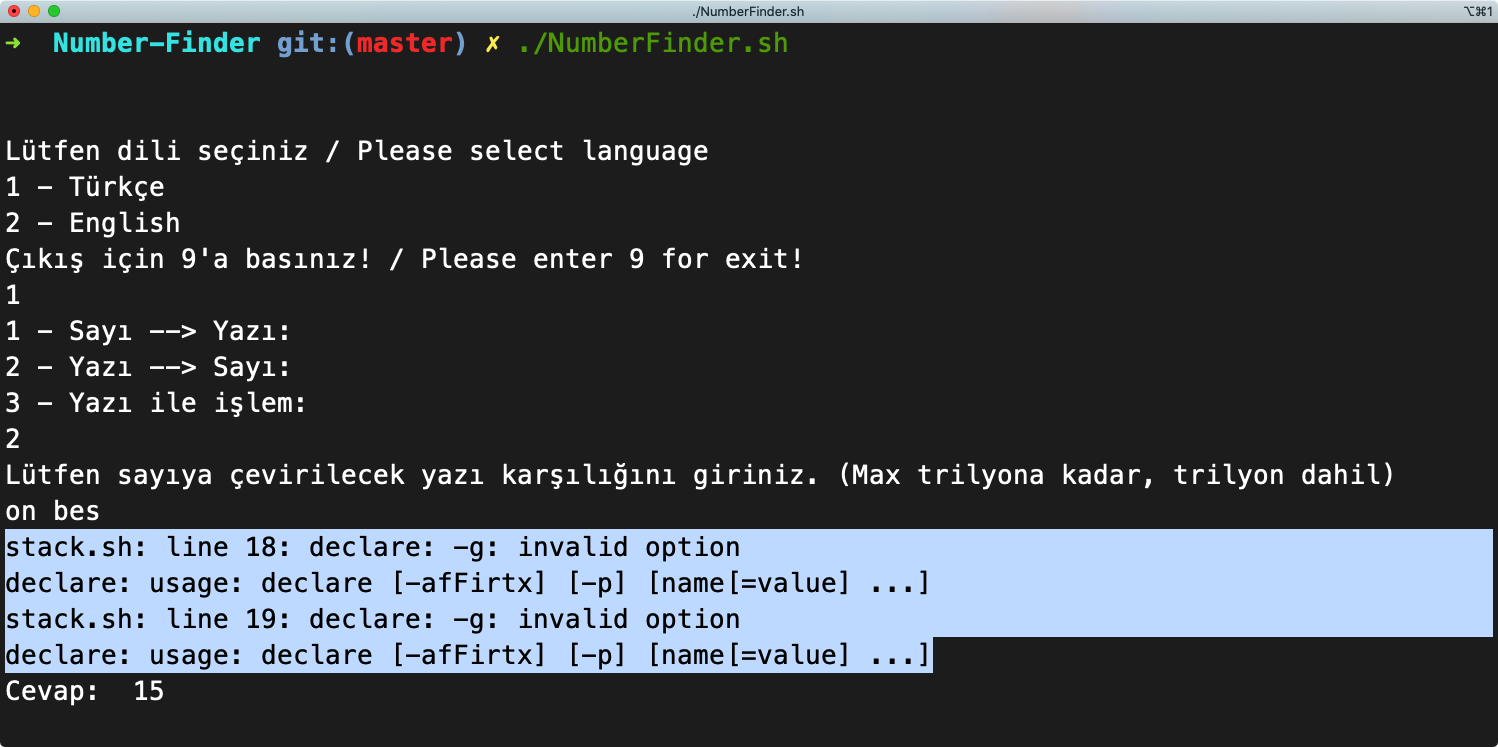 ./NumberFinder.sh
⌥⌘1
➜ Number-Finder git:(master) ✗ ./NumberFinder.sh
Lütfen dili seçiniz / Please select language
1 - Türkçe
2 - English
Çıkış için 9'a basınız! / Please enter 9 for exit!
1
1 - Sayı --> Yazı:
2 - Yazı --> Sayı:
3 - Yazı ile işlem:
2
Lütfen sayıya çevirilecek yazı karşılığını giriniz. (Max trilyona kadar, trilyon dahil)
on bes
stack.sh: line 18: declare: -g: invalid option
declare: usage: declare [-afFirtx] [-p] [name[=value] ...]
stack.sh: line 19: declare: -g: invalid option
declare: usage: declare [-afFirtx] [-p] [name[=value] ...]
Cevap:  15